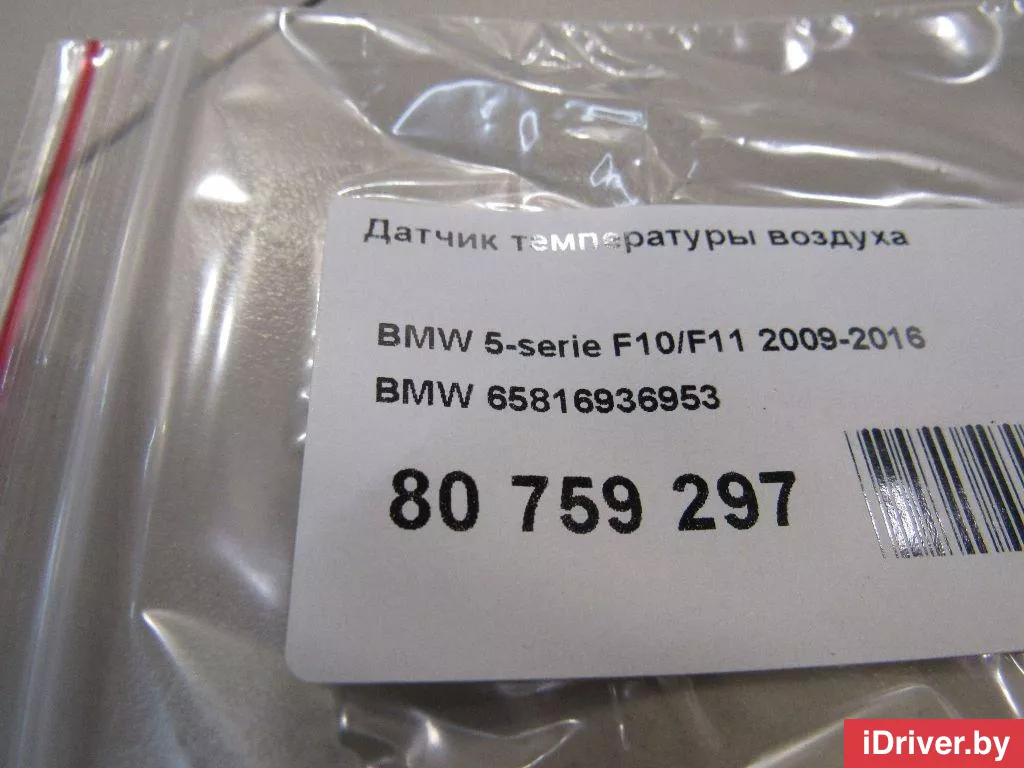 Датчик температуры воздуха
BMW 5-serie F10/F11 2009-2016
BMW 65816936953
80 759 297
iDriver.by